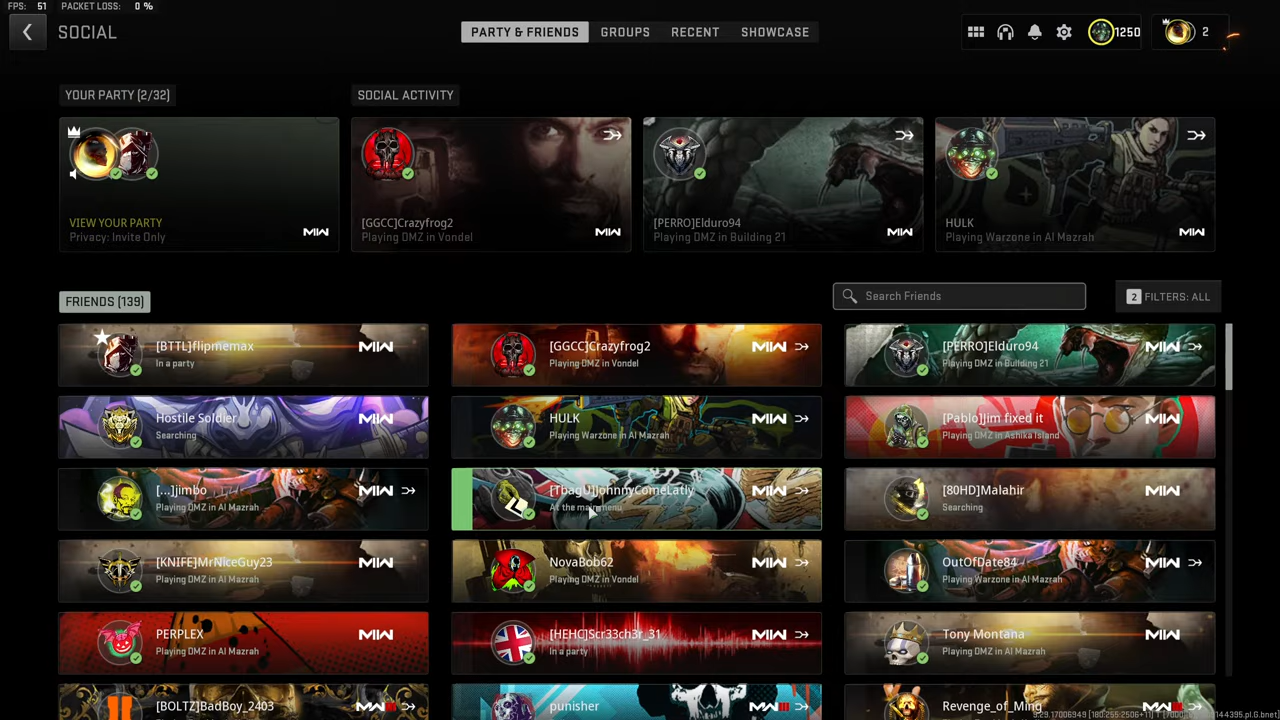 FPS: 51 PACKET LOSS: 0 %
SOCIAL
PARTY & FRIENDS GROUPS RECENT SHOWCASE
1250
2
YOUR PARTY (2/32)
SOCIAL ACTIVITY
VIEW YOUR PARTY
Privacy: Invite Only
MW
[GGCC]Crazyfrog2
Playing DMZ in Vondel
MW
[PERRO]Elduro94
Playing DMZ in Building 21
MW
HULK
Playing Warzone in Al Mazrah
MW
FRIENDS (139)
Search Friends
2 FILTERS: ALL
[BTTL]flipmemax MW
In a party
[GGCC]Crazyfrog2 MW
Playing DMZ in Vondel
[PERRO]Elduro94 MW
Playing DMZ in Building 21
Hostile Soldier MW
Searching
HULK MW
Playing Warzone in Al Mazrah
[Pablo]Jim fixed it MW
Playing DMZ in Ashika Island
[...]jimbo MW
Playing DMZ in Al Mazrah
[TbagU]JohnnyComeLatly MW
At the main menu
[80HD]Malahir MW
Searching
[KNIFE]MrNiceGuy23 MW
Playing DMZ in Al Mazrah
NovaBob62 MW
Playing DMZ in Vondel
OutOfDate84 MW
Playing Warzone in Al Mazrah
PERPLEX MW
Playing DMZ in Al Mazrah
[HEHC]Scr33ch3r_31 MW
In a party
Tony Montana MW
Playing DMZ in Al Mazrah
[BOLTZ]BadBoy_2403
punisher
Revenge_of_Ming